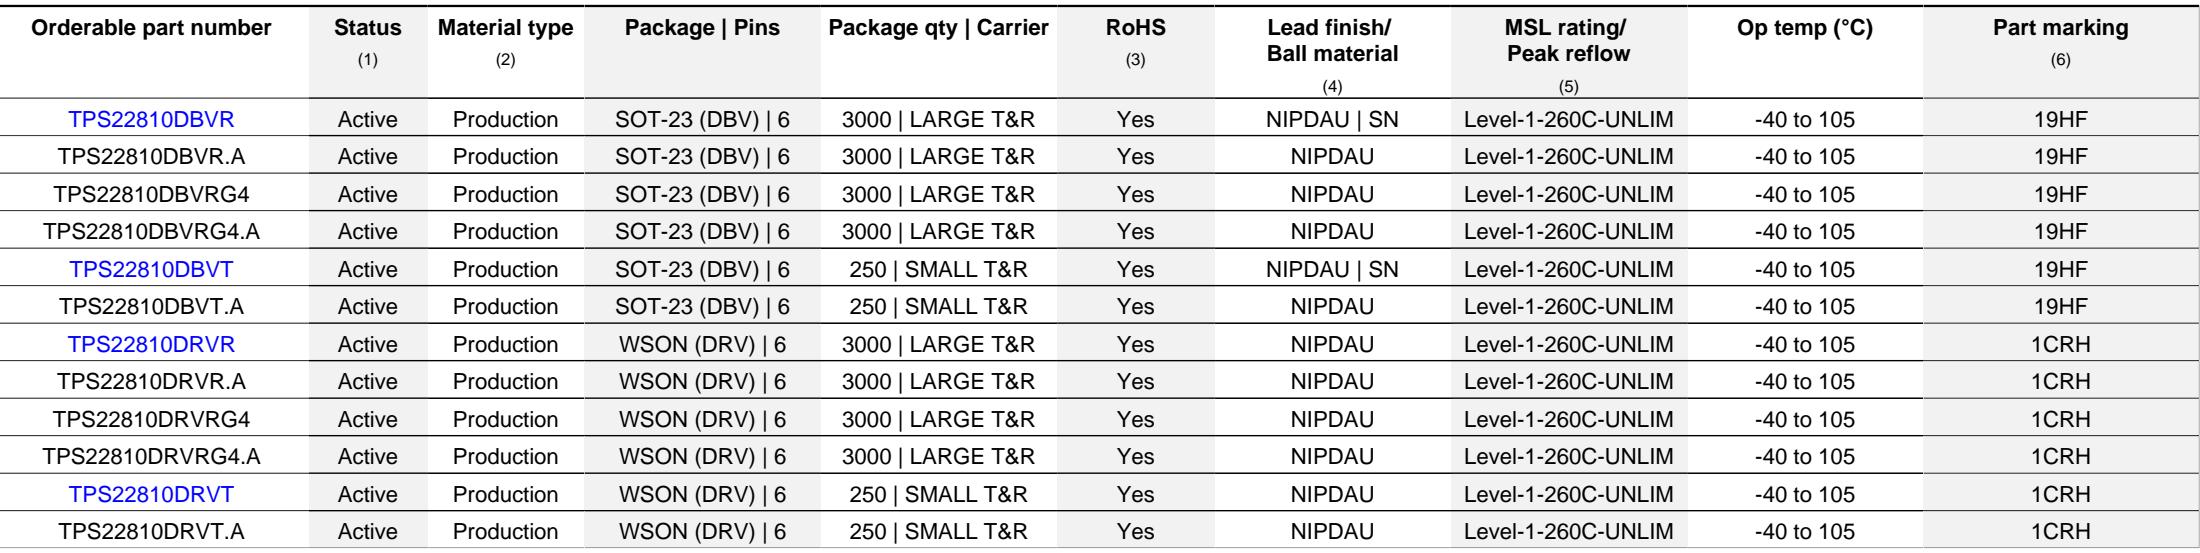 Orderable part number Status Material type Package | Pins Package qty | Carrier RoHS Lead finish/ MSL rating/ Op temp (°C) Part marking
Ball material Peak reflow
(1) (2) (3) (6)
(4) (5)
TPS22810DBVR Active Production SOT-23 (DBV) | 6 3000 | LARGE T&R Yes NIPDAU | SN Level-1-260C-UNLIM -40 to 105 19HF
TPS22810DBVR.A Active Production SOT-23 (DBV) | 6 3000 | LARGE T&R Yes NIPDAU Level-1-260C-UNLIM -40 to 105 19HF
TPS22810DBVRG4 Active Production SOT-23 (DBV) | 6 3000 | LARGE T&R Yes NIPDAU Level-1-260C-UNLIM -40 to 105 19HF
TPS22810DBVRG4.A Active Production SOT-23 (DBV) | 6 3000 | LARGE T&R Yes NIPDAU Level-1-260C-UNLIM -40 to 105 19HF
TPS22810DBVT Active Production SOT-23 (DBV) | 6 250 | SMALL T&R Yes NIPDAU | SN Level-1-260C-UNLIM -40 to 105 19HF
TPS22810DBVT.A Active Production SOT-23 (DBV) | 6 250 | SMALL T&R Yes NIPDAU Level-1-260C-UNLIM -40 to 105 19HF
TPS22810DRVR Active Production WSON (DRV) | 6 3000 | LARGE T&R Yes NIPDAU Level-1-260C-UNLIM -40 to 105 1CRH
TPS22810DRVR.A Active Production WSON (DRV) | 6 3000 | LARGE T&R Yes NIPDAU Level-1-260C-UNLIM -40 to 105 1CRH
TPS22810DRVRG4 Active Production WSON (DRV) | 6 3000 | LARGE T&R Yes NIPDAU Level-1-260C-UNLIM -40 to 105 1CRH
TPS22810DRVRG4.A Active Production WSON (DRV) | 6 3000 | LARGE T&R Yes NIPDAU Level-1-260C-UNLIM -40 to 105 1CRH
TPS22810DRVT Active Production WSON (DRV) | 6 250 | SMALL T&R Yes NIPDAU Level-1-260C-UNLIM -40 to 105 1CRH
TPS22810DRVT.A Active Production WSON (DRV) | 6 250 | SMALL T&R Yes NIPDAU Level-1-260C-UNLIM -40 to 105 1CRH